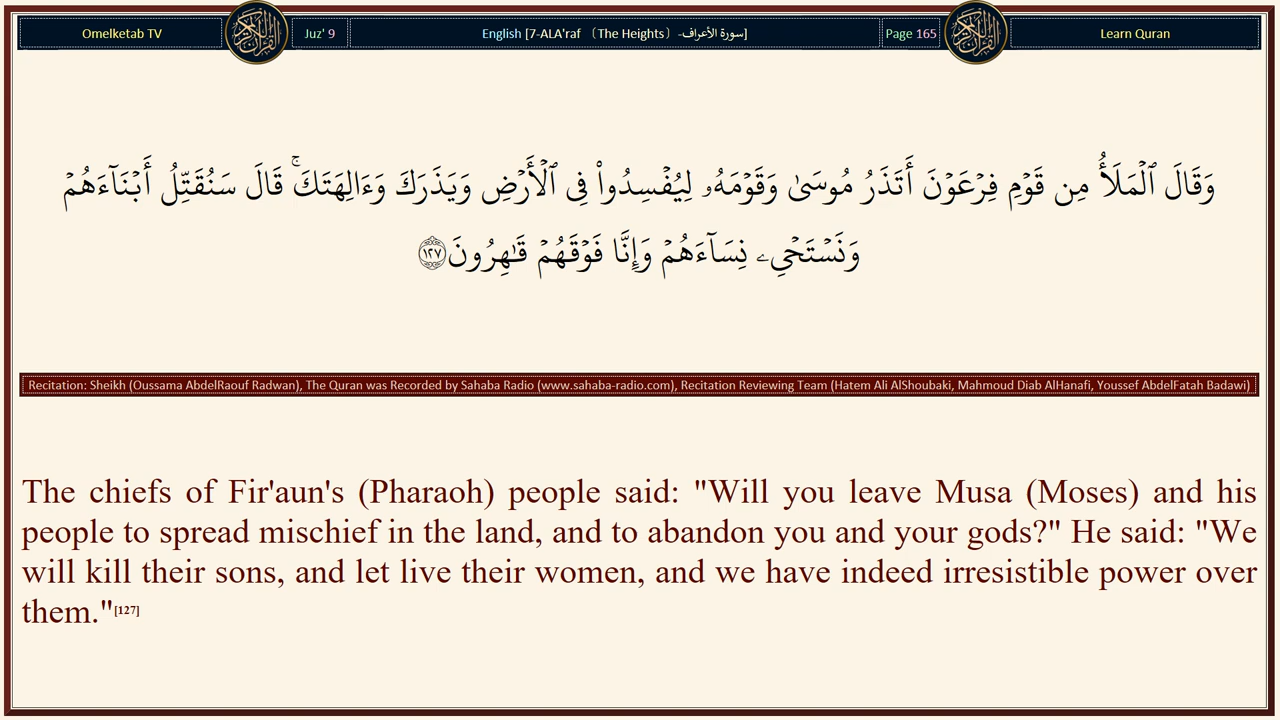 Omelketab TV
Juz' 9
English [7-ALA'raf 〔The Heights〕 -سورة الأعراف]
Page 165
Learn Quran
وَقَالَ ٱلۡمَلَأُ مِن قَوۡمِ فِرۡعَوۡنَ أَتَذَرُ مُوسَىٰ وَقَوۡمَهُۥ لِيُفۡسِدُواْ فِي ٱلۡأَرۡضِ وَيَذَرَكَ وَءَالِهَتَكَۚ قَالَ سَنُقَتِّلُ أَبۡنَآءَهُمۡ
وَنَسۡتَحۡيِۦ نِسَآءَهُمۡ وَإِنَّا فَوۡقَهُمۡ قَٰهِرُونَ ١٢٧
Recitation: Sheikh (Oussama AbdelRaouf Radwan), The Quran was Recorded by Sahaba Radio (www.sahaba-radio.com), Recitation Reviewing Team (Hatem Ali AlShoubaki, Mahmoud Diab AlHanafi, Youssef AbdelFatah Badawi)
The chiefs of Fir'aun's (Pharaoh) people said: "Will you leave Musa (Moses) and his
people to spread mischief in the land, and to abandon you and your gods?" He said: "We
will kill their sons, and let live their women, and we have indeed irresistible power over
them."[127]